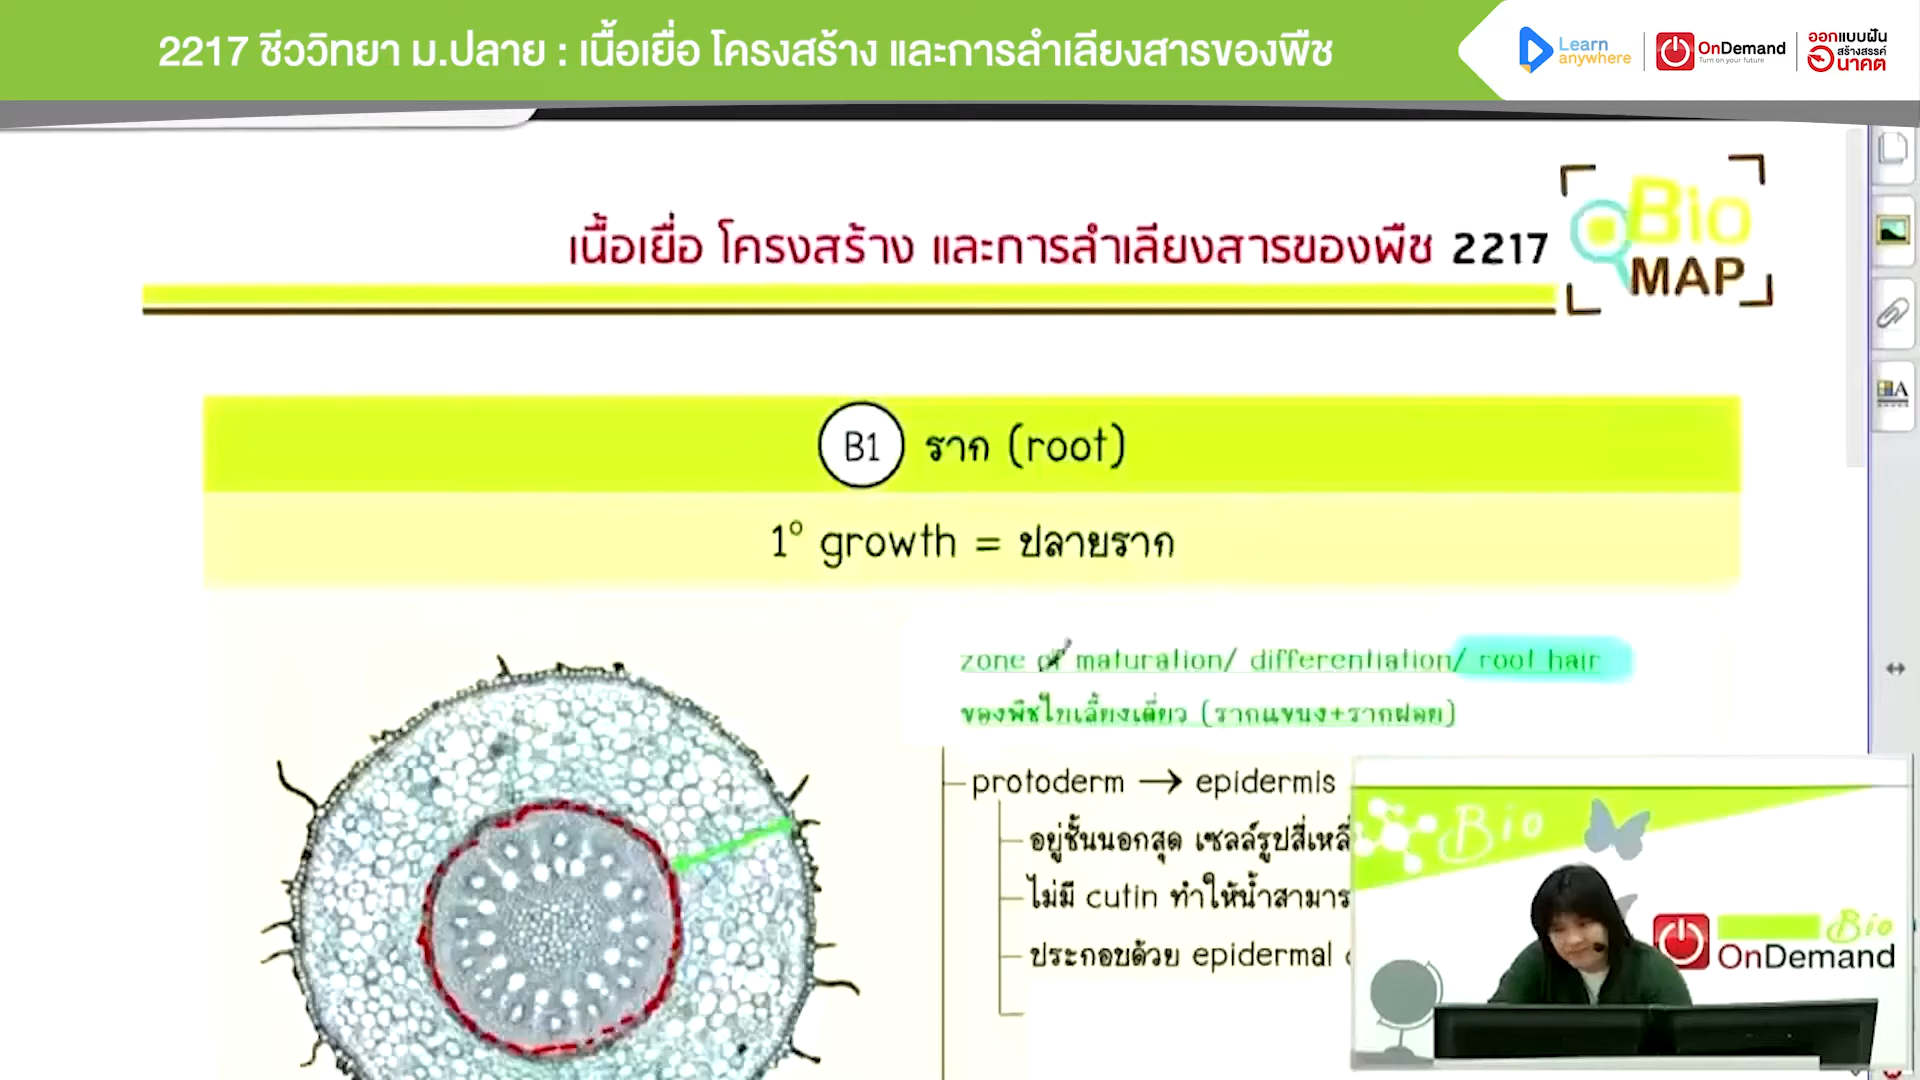 2217 ชีววิทยา ม.ปลาย : เนื้อเยื่อ โครงสร้าง และการลำเลียงสารของพืช
Learn anywhere
OnDemand
Turn on your future
ออกแบบฝัน
สร้างสรรค์
อนาคต
เนื้อเยื่อ โครงสร้าง และการลำเลียงสารของพืช 2217
Bio
MAP
B1 ราก (root)
1° growth = ปลายราก
zone of maturation/ differentiation/ root hair
ของพืชใบเลี้ยงเดี่ยว (รากแขนง+รากฝอย)
protoderm → epidermis
อยู่ชั้นนอกสุด เซลล์รูปสี่เหลี่
ไม่มี cutin ทำให้น้ำสามาร
ประกอบด้วย epidermal
Bio
Bio
OnDemand